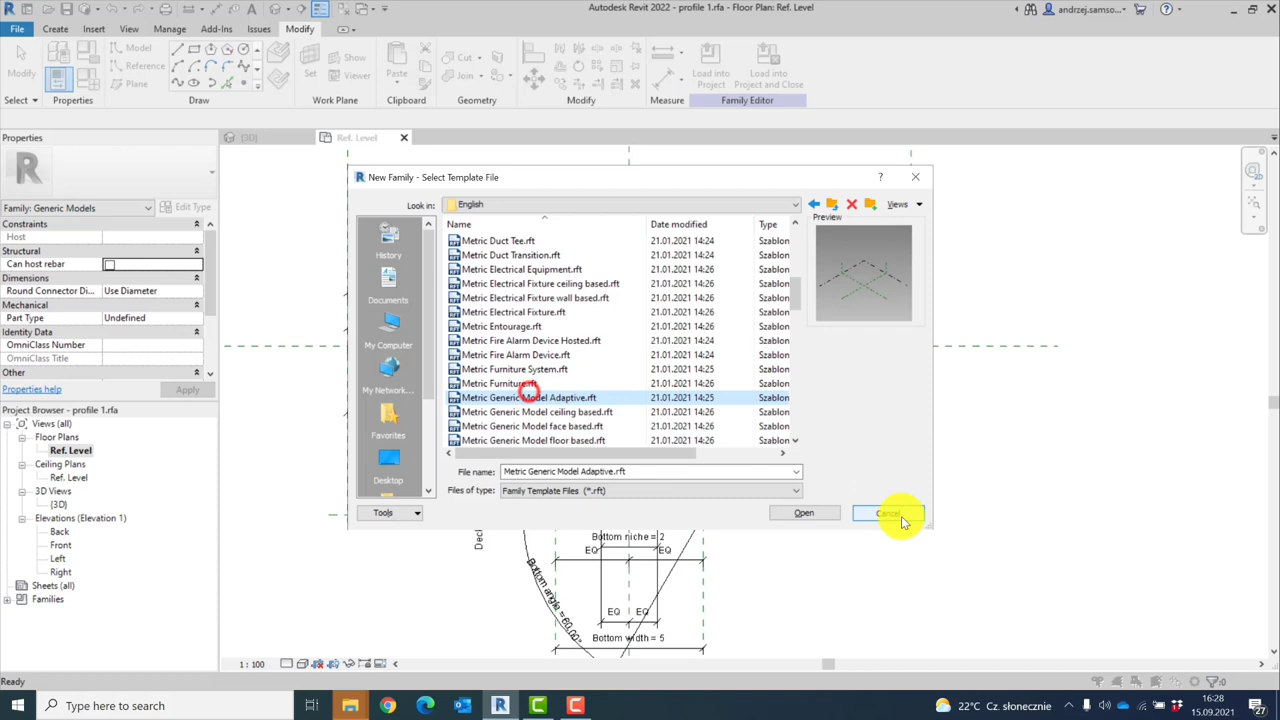 Autodesk Revit 2022 - profile 1.rfa - Floor Plan: Ref. Level
andrzej.samso...
File
Create
Insert
View
Manage
Add-Ins
Issues
Modify
Modify
Model
Reference
Plane
Set
Show
Viewer
Paste
Cut
Join
Load into
Project
Load into
Project and Close
Select
Properties
Draw
Work Plane
Clipboard
Geometry
Modify
Measure
Family Editor
Properties
{3D}
Ref. Level
R
Family: Generic Models
Edit Type
Constraints
Host
Structural
Can host rebar
Dimensions
Round Connector Di...
Use Diameter
Mechanical
Part Type
Undefined
Identity Data
OmniClass Number
OmniClass Title
Other
Properties help
Apply
Project Browser - profile 1.rfa
Views (all)
Floor Plans
Ref. Level
Ceiling Plans
Ref. Level
3D Views
{3D}
Elevations (Elevation 1)
Back
Front
Left
Right
Sheets (all)
Families
New Family - Select Template File
Look in:
English
Views
Preview
Name
Date modified
Type
Metric Duct Tee.rft 21.01.2021 14:24 Szablon
Metric Duct Transition.rft 21.01.2021 14:24 Szablon
Metric Electrical Equipment.rft 21.01.2021 14:26 Szablon
Metric Electrical Fixture ceiling based.rft 21.01.2021 14:26 Szablon
Metric Electrical Fixture wall based.rft 21.01.2021 14:26 Szablon
Metric Electrical Fixture.rft 21.01.2021 14:26 Szablon
Metric Entourage.rft 21.01.2021 14:26 Szablon
Metric Fire Alarm Device Hosted.rft 21.01.2021 14:26 Szablon
Metric Fire Alarm Device.rft 21.01.2021 14:26 Szablon
Metric Furniture System.rft 21.01.2021 14:25 Szablon
Metric Furniture.rft 21.01.2021 14:26 Szablon
Metric Generic Model Adaptive.rft 21.01.2021 14:25 Szablon
Metric Generic Model ceiling based.rft 21.01.2021 14:26 Szablon
Metric Generic Model face based.rft 21.01.2021 14:26 Szablon
Metric Generic Model floor based.rft 21.01.2021 14:26 Szablon
History
Documents
My Computer
My Network...
Favorites
Desktop
File name:
Metric Generic Model Adaptive.rft
Files of type:
Family Template Files (*.rft)
Tools
Open
Cancel
Bottom niche = 2
EQ EQ
Bottom angle = 60.00°
EQ EQ
Bottom width = 5
1 : 100
Ready
:0
Type here to search
22°C Cz. słonecznie
16:28
15.09.2021
27